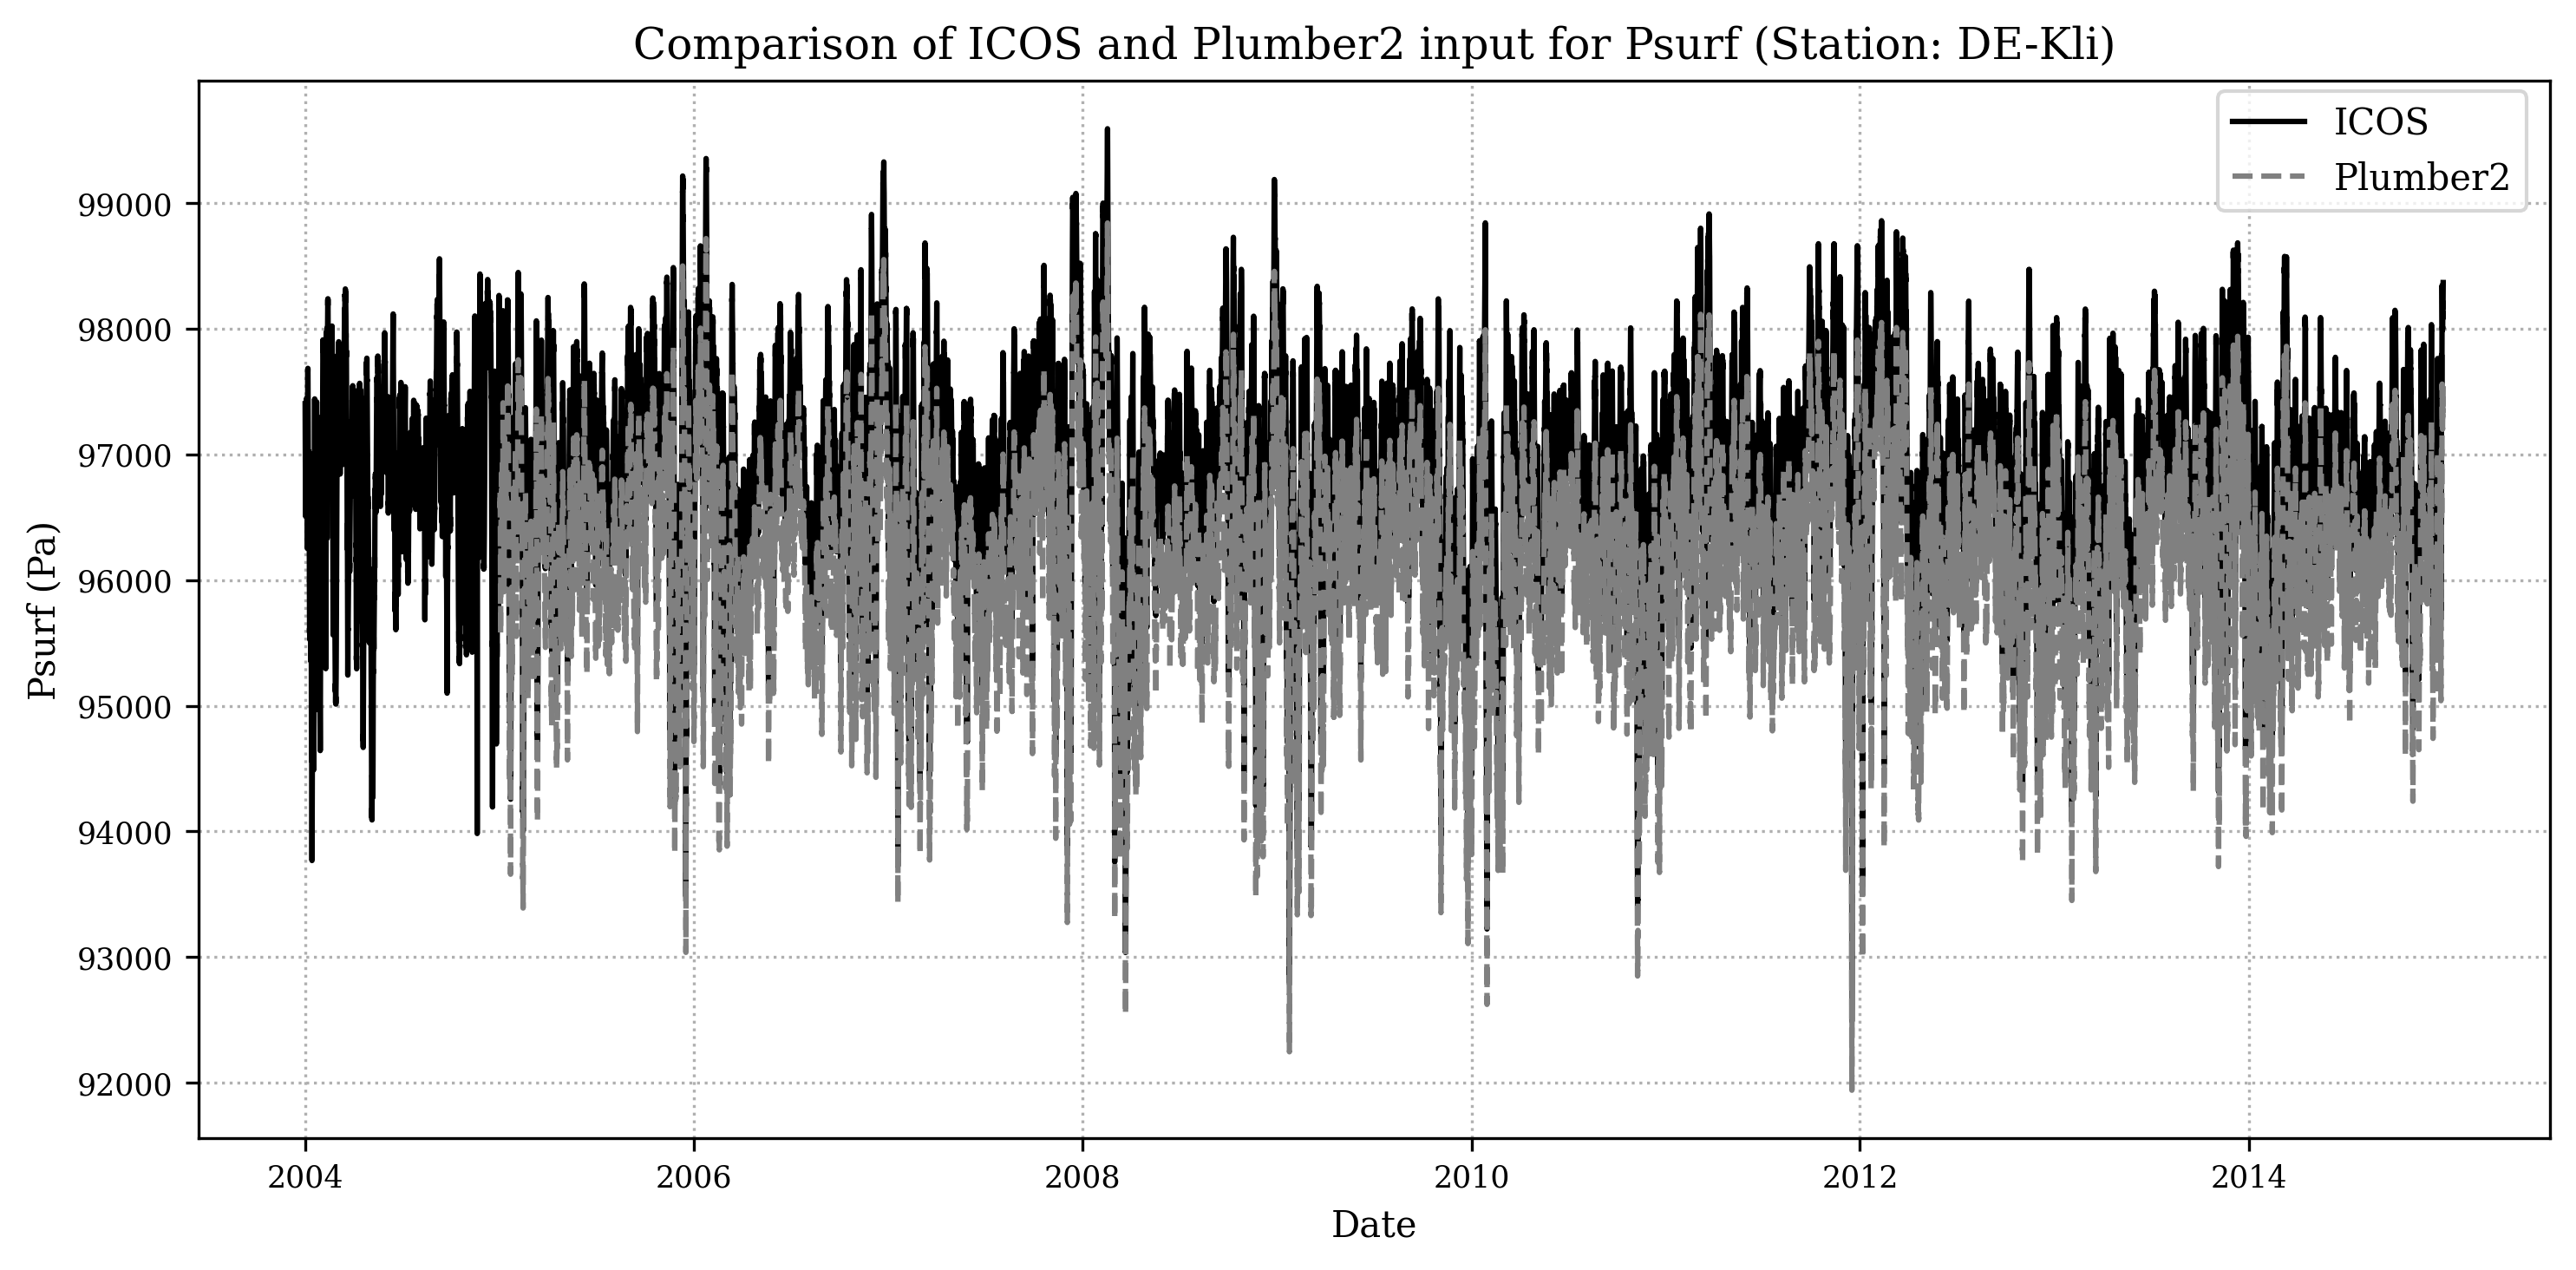 Comparison of ICOS and Plumber2 input for Psurf (Station: DE-Kli)
ICOS
Plumber2
Psurf (Pa)
99000
98000
97000
96000
95000
94000
93000
92000
2004
2006
2008
2010
2012
2014
Date